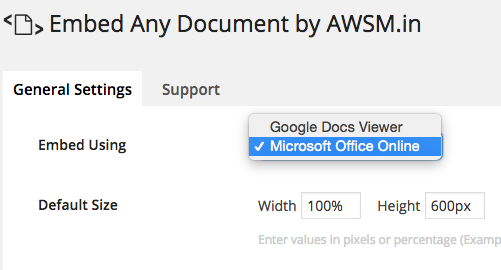 Embed Any Document by AWSM.in
General Settings Support
Google Docs Viewer
Embed Using ✓ Microsoft Office Online
Default Size Width 100% Height 600px
Enter values in pixels or percentage (Examp